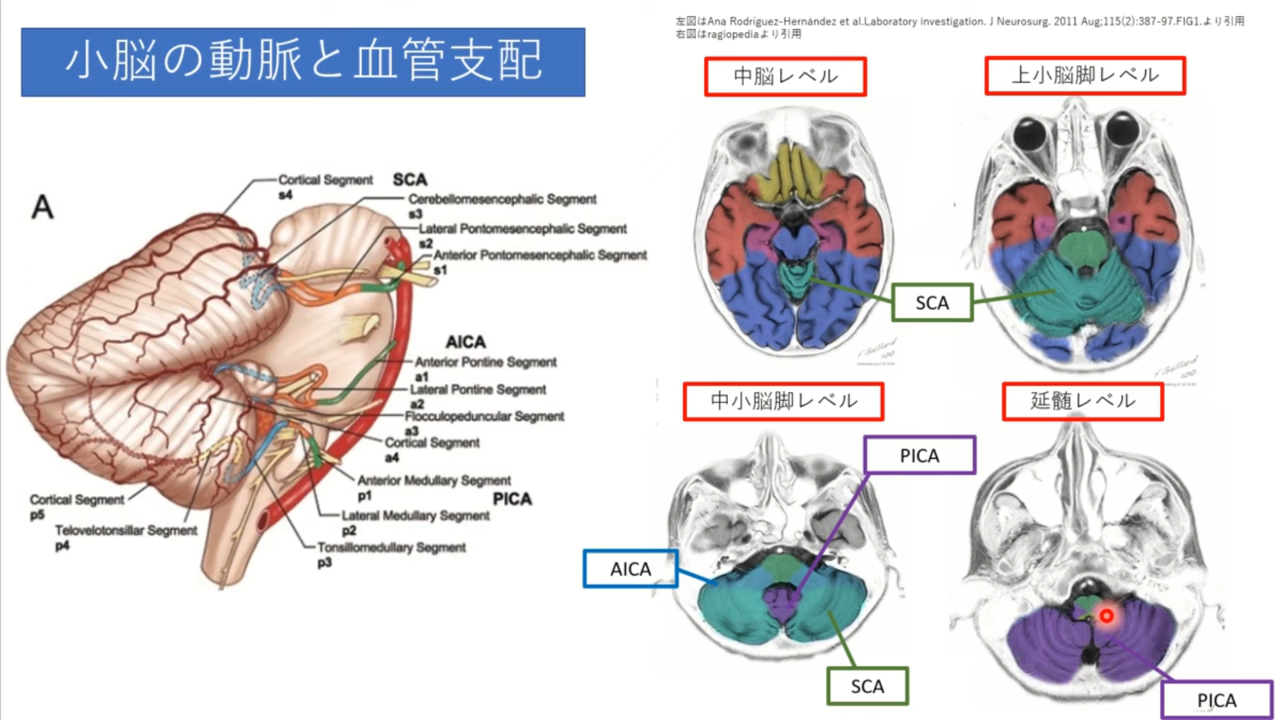 左図はAna Rodríguez-Hernández et al.Laboratory investigation. J Neurosurg. 2011 Aug;115(2):387-97.FIG1.より引用
右図はragiopediaより引用
小脳の動脈と血管支配
中脳レベル
上小脳脚レベル
A
Cortical Segment
s4
SCA
Cerebellomesencephalic Segment
s3
Lateral Pontomesencephalic Segment
s2
Anterior Pontomesencephalic Segment
s1
AICA
Anterior Pontine Segment
a1
Lateral Pontine Segment
a2
Flocculopeduncular Segment
a3
Cortical Segment
a4
Anterior Medullary Segment
p1
PICA
Lateral Medullary Segment
p2
Tonsillomedullary Segment
p3
Cortical Segment
p5
Telovelotonsillar Segment
p4
SCA
中小脳脚レベル
延髄レベル
PICA
AICA
SCA
PICA